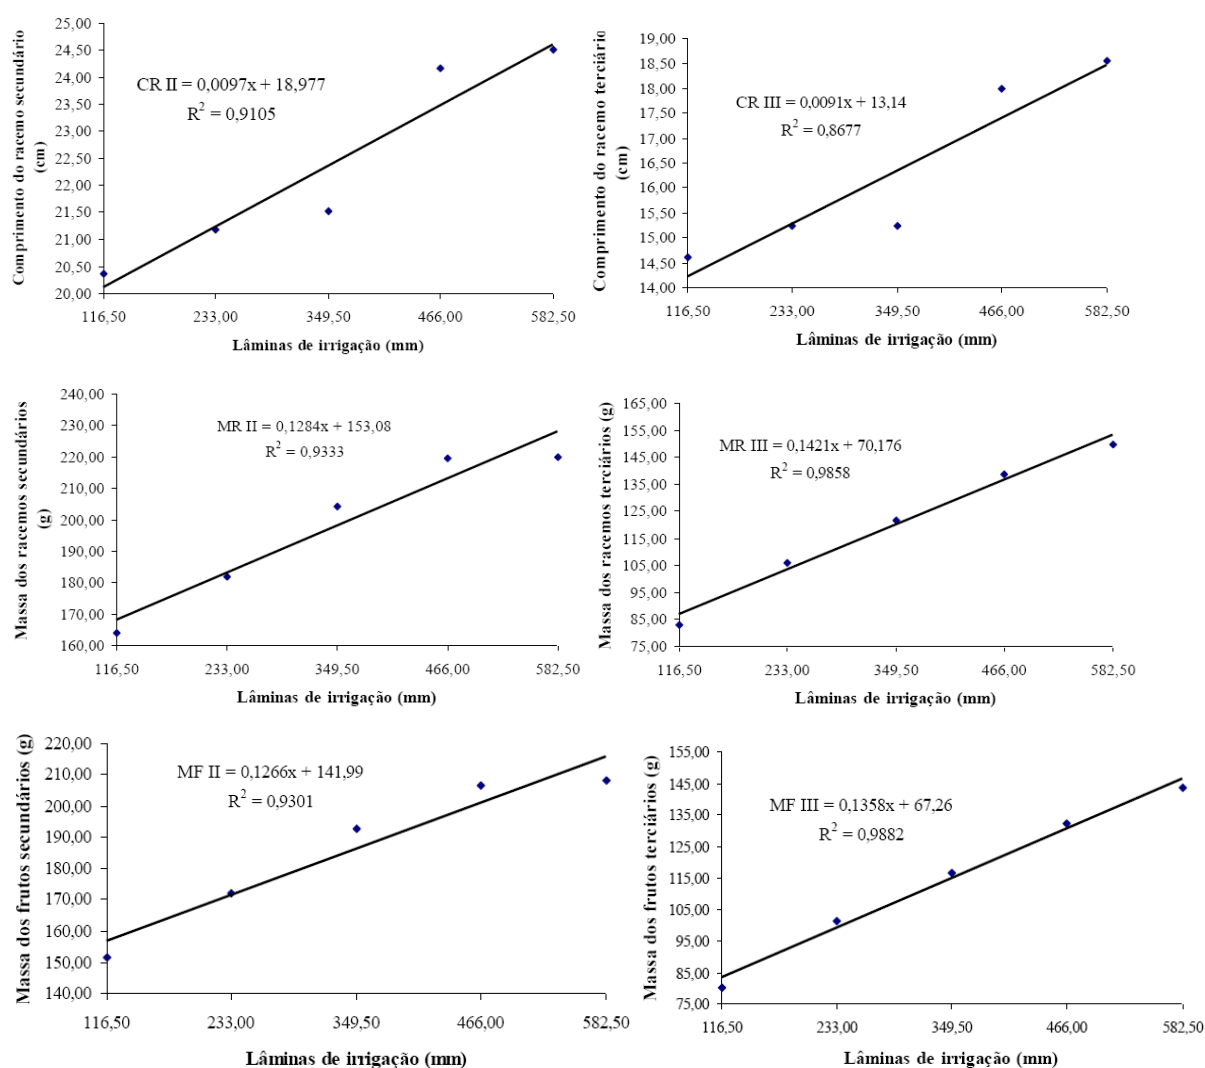 Comprimento do racemo secundário
(cm)
25,00
24,50
24,00
23,50
23,00
22,50
22,00
21,50
21,00
20,50
20,00
CR II = 0,0097x + 18,977
R² = 0,9105
116,50 233,00 349,50 466,00 582,50
Lâminas de irrigação (mm)
Comprimento do racemo terciário
(cm)
19,00
18,50
18,00
17,50
17,00
16,50
16,00
15,50
15,00
14,50
14,00
CR III = 0,0091x + 13,14
R² = 0,8677
116,50 233,00 349,50 466,00 582,50
Lâminas de irrigação (mm)
Massa dos racemos secundários
(g)
240,00
230,00
220,00
210,00
200,00
190,00
180,00
170,00
160,00
MR II = 0,1284x + 153,08
R² = 0,9333
116,50 233,00 349,50 466,00 582,50
Lâminas de irrigação (mm)
Massa dos racemos terciários (g)
165,00
155,00
145,00
135,00
125,00
115,00
105,00
95,00
85,00
75,00
MR III = 0,1421x + 70,176
R² = 0,9858
116,50 233,00 349,50 466,00 582,50
Lâminas de irrigação (mm)
Massa dos frutos secundários (g)
220,00
210,00
200,00
190,00
180,00
170,00
160,00
150,00
140,00
MF II = 0,1266x + 141,99
R² = 0,9301
116,50 233,00 349,50 466,00 582,50
Lâminas de irrigação (mm)
Massa dos frutos terciários (g)
155,00
145,00
135,00
125,00
115,00
105,00
95,00
85,00
75,00
MF III = 0,1358x + 67,26
R² = 0,9882
116,50 233,00 349,50 466,00 582,50
Lâminas de irrigação (mm)